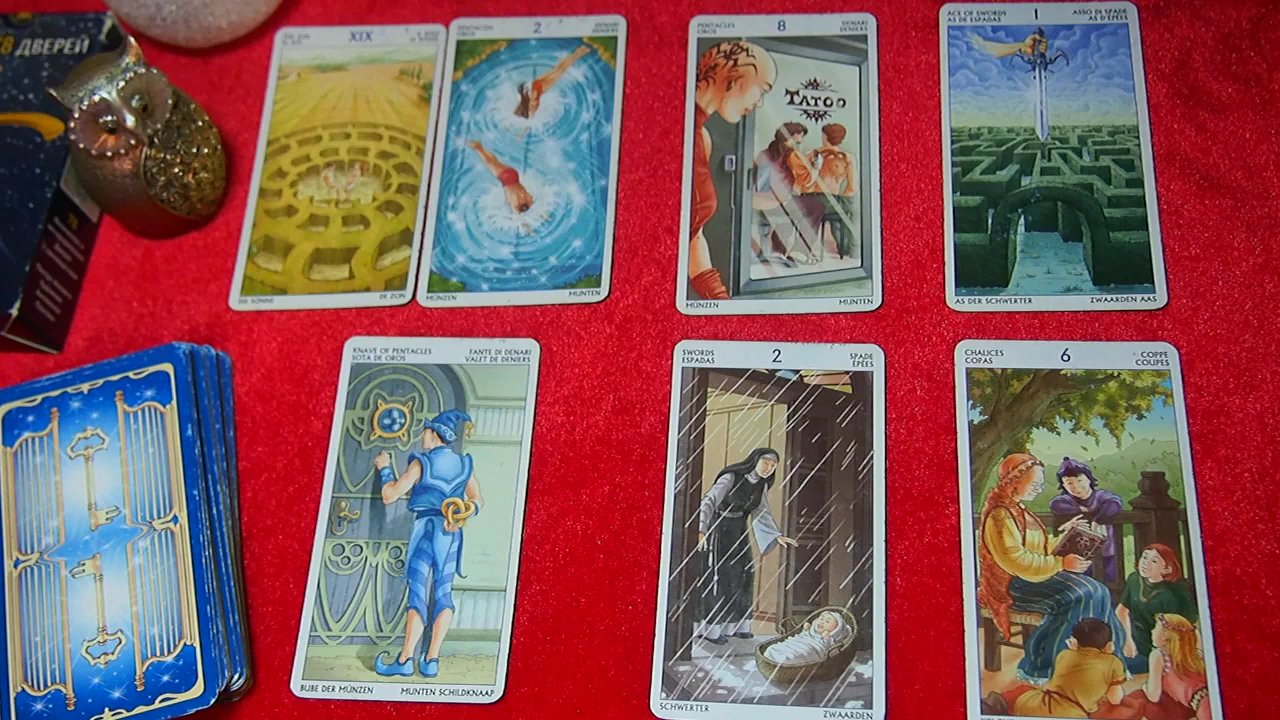 8 ДВЕРЕЙ
XIX
DIE SONNE
DE ZON
PENTACLES
OROS
2
DENARI
DENIERS
MÜNZEN
MUNTEN
PENTACLES
OROS
8
DENARI
DENIERS
TATOO
MÜNZEN
MUNTEN
ACE OF SWORDS
AS DE ESPADAS
1
ASSO DI SPADE
AS D'ÉPÉES
AS DER SCHWERTER
ZWAARDEN AAS
KNAVE OF PENTACLES
SOTA DE OROS
FANTE DI DENARI
VALET DE DENIERS
BUBE DER MÜNZEN
MUNTEN SCHILDKNAAP
SWORDS
ESPADAS
2
SPADE
ÉPÉES
SCHWERTER
ZWAARDEN
CHALICES
COPAS
6
COPPE
COUPES